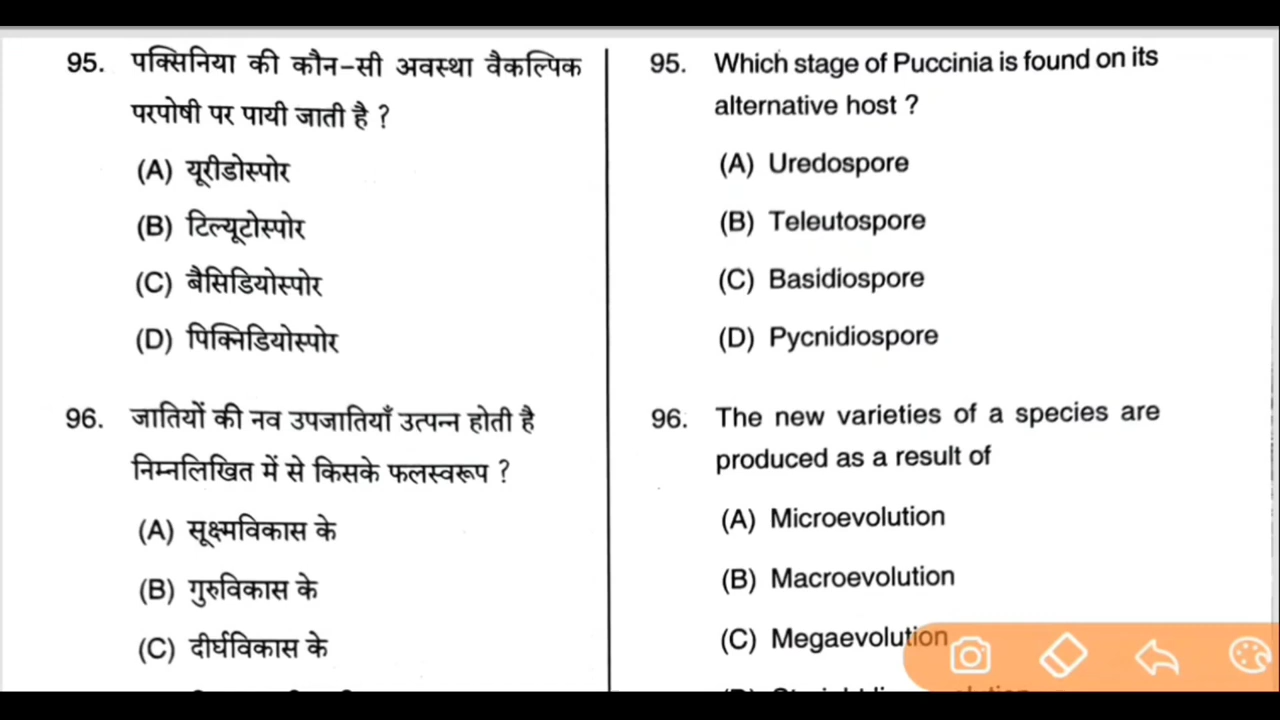 95. पक्सिनिया की कौन-सी अवस्था वैकल्पिक
परपोषी पर पायी जाती है ?
(A) यूरीडोस्पोर
(B) टिल्यूटोस्पोर
(C) बैसिडियोस्पोर
(D) पिक्निडियोस्पोर
96. जातियों की नव उपजातियाँ उत्पन्न होती है
निम्नलिखित में से किसके फलस्वरूप ?
(A) सूक्ष्मविकास के
(B) गुरुविकास के
(C) दीर्घविकास के
95. Which stage of Puccinia is found on its
alternative host ?
(A) Uredospore
(B) Teleutospore
(C) Basidiospore
(D) Pycnidiospore
96. The new varieties of a species are
produced as a result of
(A) Microevolution
(B) Macroevolution
(C) Megaevolution